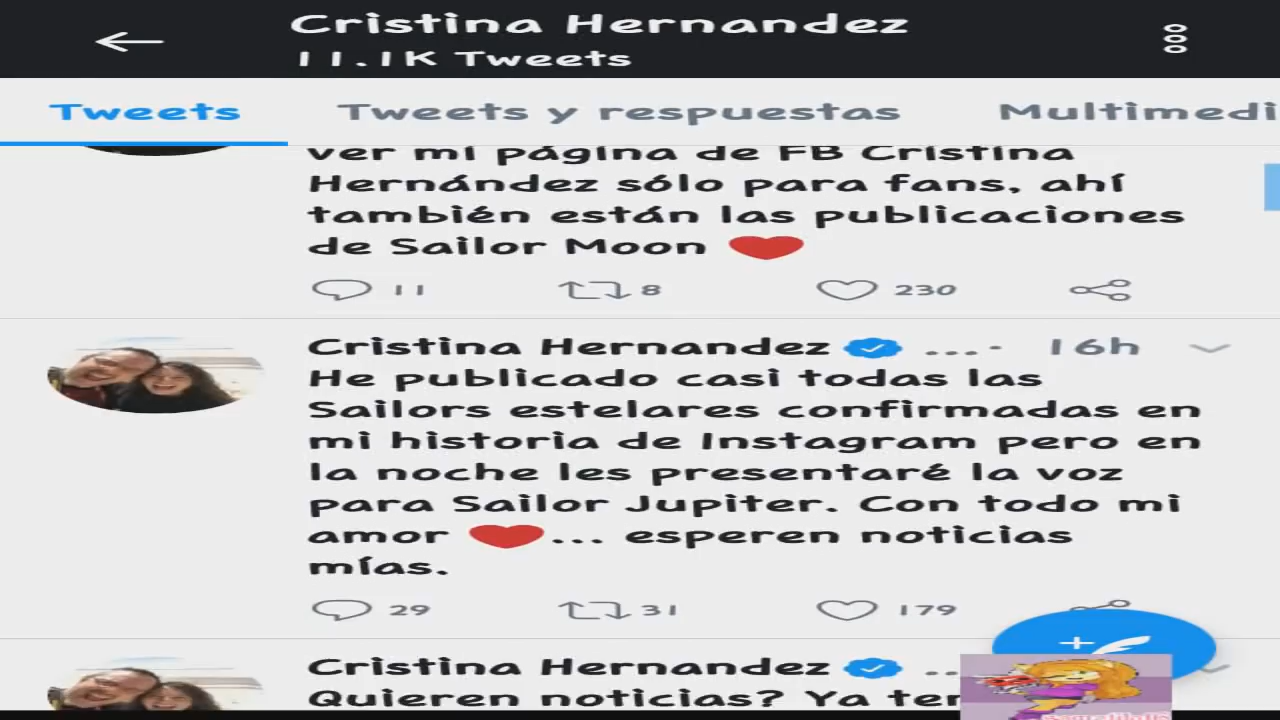 Cristina Hernandez
11.1K Tweets
Tweets
Tweets y respuestas
Multimedi
ver mi página de FB Cristina
Hernández sólo para fans, ahí
también están las publicaciones
de Sailor Moon ❤️
11
8
230
Cristina Hernandez ...· 16h
He publicado casi todas las
Sailors estelares confirmadas en
mi historia de Instagram pero en
la noche les presentaré la voz
para Sailor Jupiter. Con todo mi
amor ❤️... esperen noticias
mías.
29
31
179
Cristina Hernandez ..
Quieren noticias? Ya ter